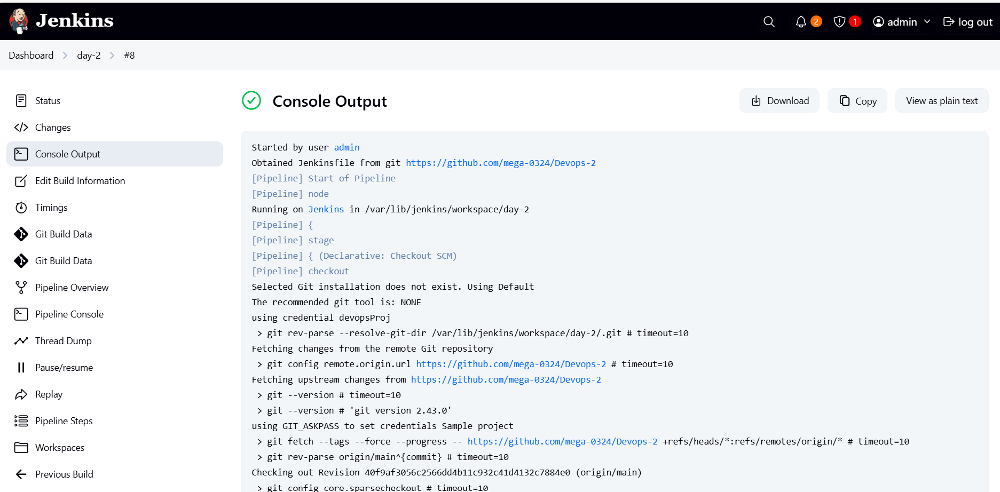 Jenkins
2
1
admin
log out
Dashboard
day-2
#8
Status
Changes
Console Output
Edit Build Information
Timings
Git Build Data
Git Build Data
Pipeline Overview
Pipeline Console
Thread Dump
Pause/resume
Replay
Pipeline Steps
Workspaces
Previous Build
Console Output
Download
Copy
View as plain text
Started by user admin
Obtained Jenkinsfile from git https://github.com/mega-0324/Devops-2
[Pipeline] Start of Pipeline
[Pipeline] node
Running on Jenkins in /var/lib/jenkins/workspace/day-2
[Pipeline] {
[Pipeline] stage
[Pipeline] { (Declarative: Checkout SCM)
[Pipeline] checkout
Selected Git installation does not exist. Using Default
The recommended git tool is: NONE
using credential devopsProj
 > git rev-parse --resolve-git-dir /var/lib/jenkins/workspace/day-2/.git # timeout=10
Fetching changes from the remote Git repository
 > git config remote.origin.url https://github.com/mega-0324/Devops-2 # timeout=10
Fetching upstream changes from https://github.com/mega-0324/Devops-2
 > git --version # timeout=10
 > git --version # 'git version 2.43.0'
using GIT_ASKPASS to set credentials Sample project
 > git fetch --tags --force --progress -- https://github.com/mega-0324/Devops-2 +refs/heads/*:refs/remotes/origin/* # timeout=10
 > git rev-parse origin/main^{commit} # timeout=10
Checking out Revision 40f9af3056c2566dd4b11c932c41d4132c7884e0 (origin/main)
 > git config core.sparsecheckout # timeout=10